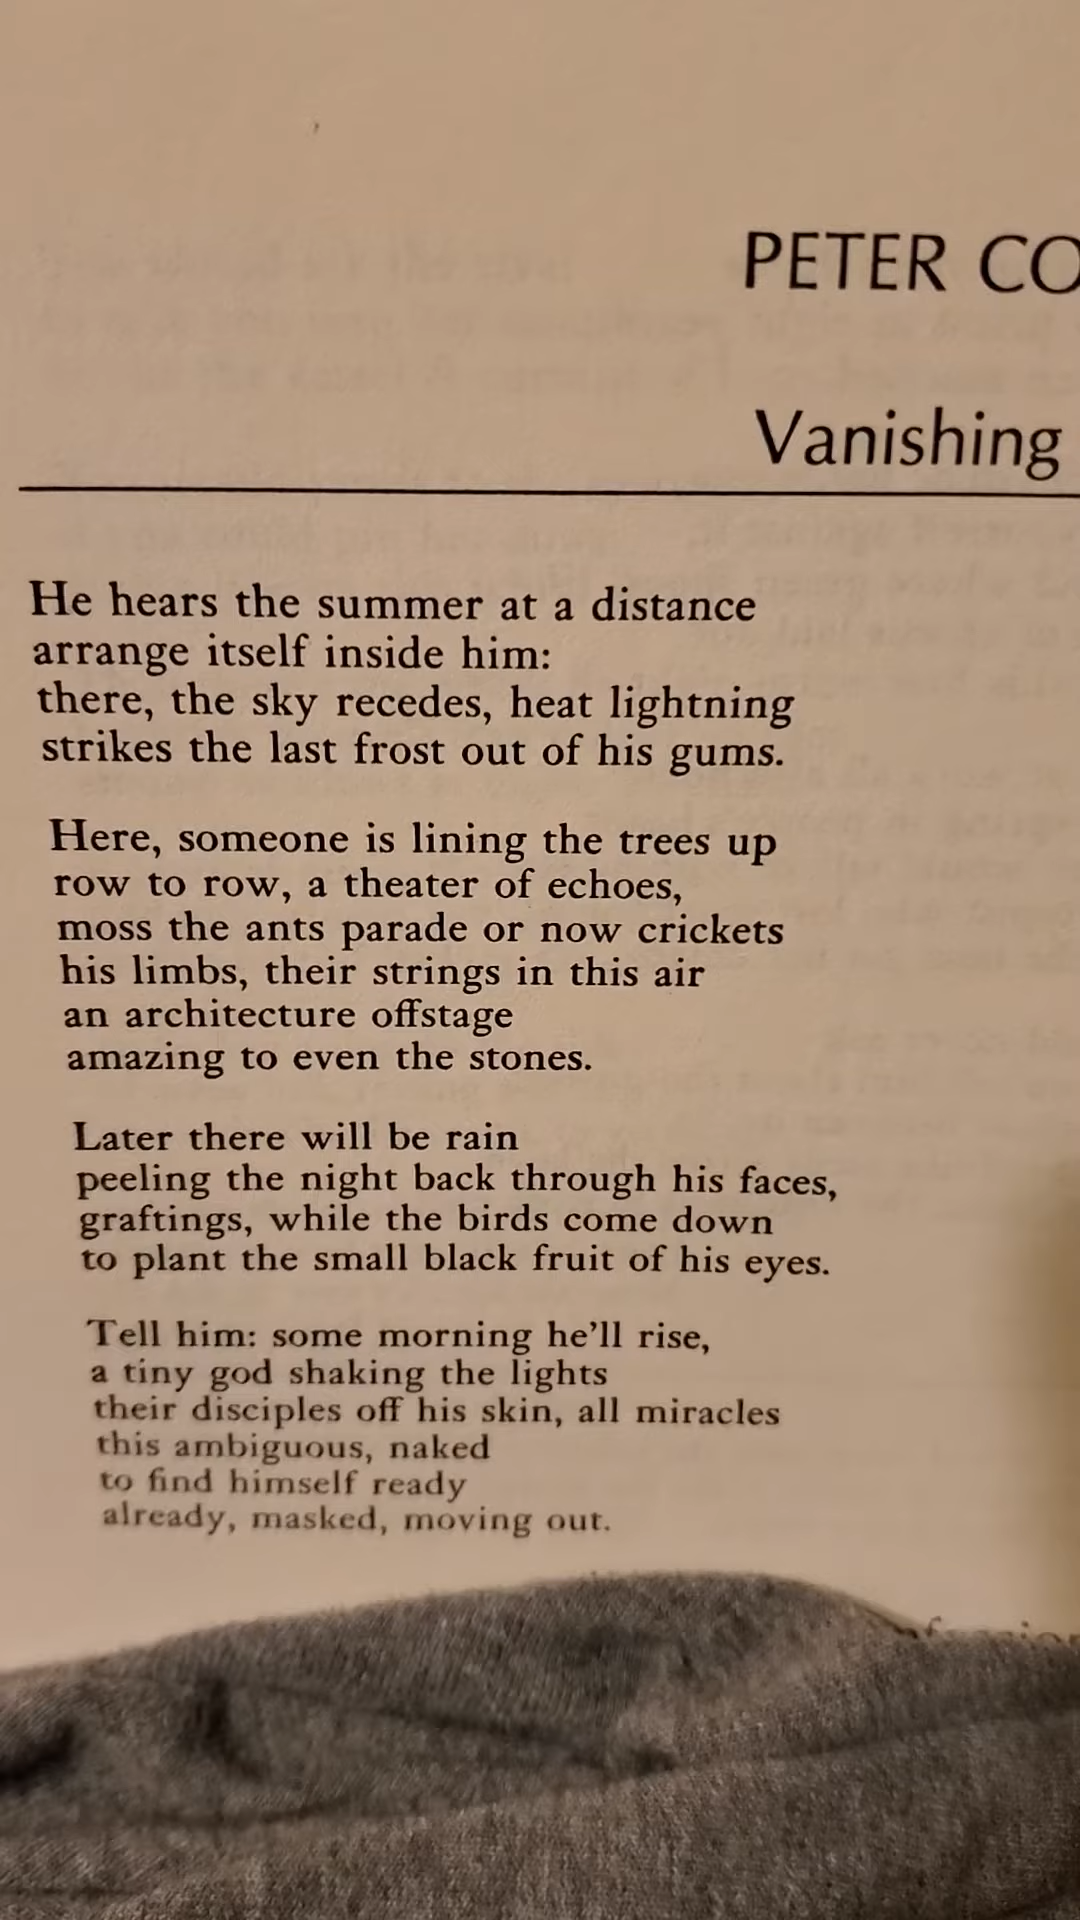 PETER CO
Vanishing
He hears the summer at a distance
arrange itself inside him:
there, the sky recedes, heat lightning
strikes the last frost out of his gums.
Here, someone is lining the trees up
row to row, a theater of echoes,
moss the ants parade or now crickets
his limbs, their strings in this air
an architecture offstage
amazing to even the stones.
Later there will be rain
peeling the night back through his faces,
graftings, while the birds come down
to plant the small black fruit of his eyes.
Tell him: some morning he'll rise,
a tiny god shaking the lights
their disciples off his skin, all miracles
this ambiguous, naked
to find himself ready
already, masked, moving out.